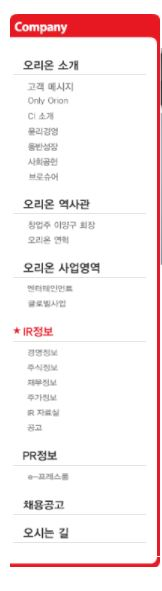 Company
오리온 소개
고객 메시지
Only Orion
CI 소개
윤리경영
동반성장
사회공헌
브로슈어
오리온 역사관
창업주 이양구 회장
오리온 연혁
오리온 사업영역
엔터테인먼트
글로벌사업
★ IR정보
경영정보
주식정보
재무정보
주가정보
IR 자료실
공고
PR정보
e-프레스룸
채용공고
오시는 길